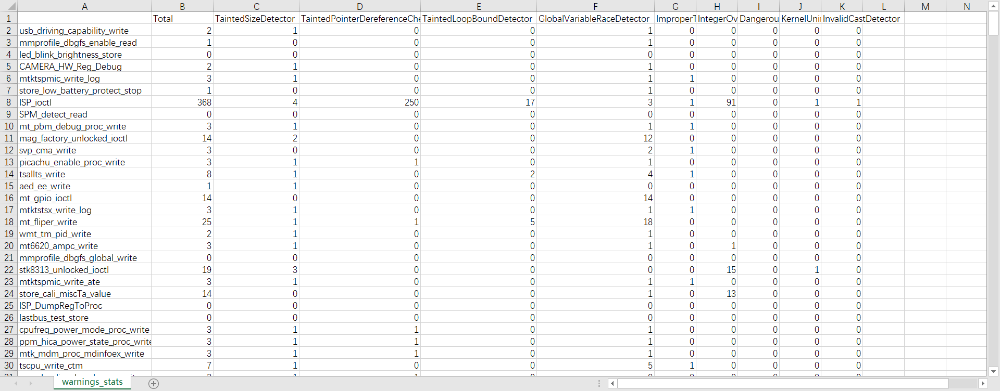 A B C D E F G H I J K L M N
1 Total TaintedSizeDetector TaintedPointerDereferenceChe TaintedLoopBoundDetector GlobalVariableRaceDetector ImproperT IntegerOv Dangerou KernelUnin InvalidCastDetector
2 usb_driving_capability_write 2 1 0 0 1 0 0 0 0 0
3 mmprofile_dbgfs_enable_read 1 0 0 0 1 0 0 0 0 0
4 led_blink_brightness_store 0 0 0 0 0 0 0 0 0 0
5 CAMERA_HW_Reg_Debug 2 1 0 0 1 0 0 0 0 0
6 mtktspmic_write_log 3 1 0 0 1 1 0 0 0 0
7 store_low_battery_protect_stop 1 0 0 0 1 0 0 0 0 0
8 ISP_ioctl 368 4 250 17 3 1 91 0 1 1
9 SPM_detect_read 0 0 0 0 0 0 0 0 0 0
10 mt_pbm_debug_proc_write 3 1 0 0 1 1 0 0 0 0
11 mag_factory_unlocked_ioctl 14 2 0 0 12 0 0 0 0 0
12 svp_cma_write 3 0 0 0 2 1 0 0 0 0
13 picachu_enable_proc_write 3 1 1 0 1 0 0 0 0 0
14 tsallts_write 8 1 0 2 4 1 0 0 0 0
15 aed_ee_write 1 1 0 0 0 0 0 0 0 0
16 mt_gpio_ioctl 14 0 0 0 14 0 0 0 0 0
17 mtktstsx_write_log 3 1 0 0 1 1 0 0 0 0
18 mt_fliper_write 25 1 1 5 18 0 0 0 0 0
19 wmt_tm_pid_write 2 1 0 0 1 0 0 0 0 0
20 mt6620_ampc_write 3 1 0 0 1 0 1 0 0 0
21 mmprofile_dbgfs_global_write 0 0 0 0 0 0 0 0 0 0
22 stk8313_unlocked_ioctl 19 3 0 0 0 0 15 0 1 0
23 mtktspmic_write_ate 3 1 0 0 1 1 0 0 0 0
24 store_cali_miscTa_value 14 0 0 0 1 0 13 0 0 0
25 ISP_DumpRegToProc 0 0 0 0 0 0 0 0 0 0
26 lastbus_test_store 0 0 0 0 0 0 0 0 0 0
27 cpufreq_power_mode_proc_write 3 1 1 0 1 0 0 0 0 0
28 ppm_hica_power_state_proc_write 3 1 1 0 1 0 0 0 0 0
29 mtk_mdm_proc_mdinfoex_write 3 1 1 0 1 0 0 0 0 0
30 tscpu_write_ctm 7 1 0 0 5 1 0 0 0 0
warnings_stats